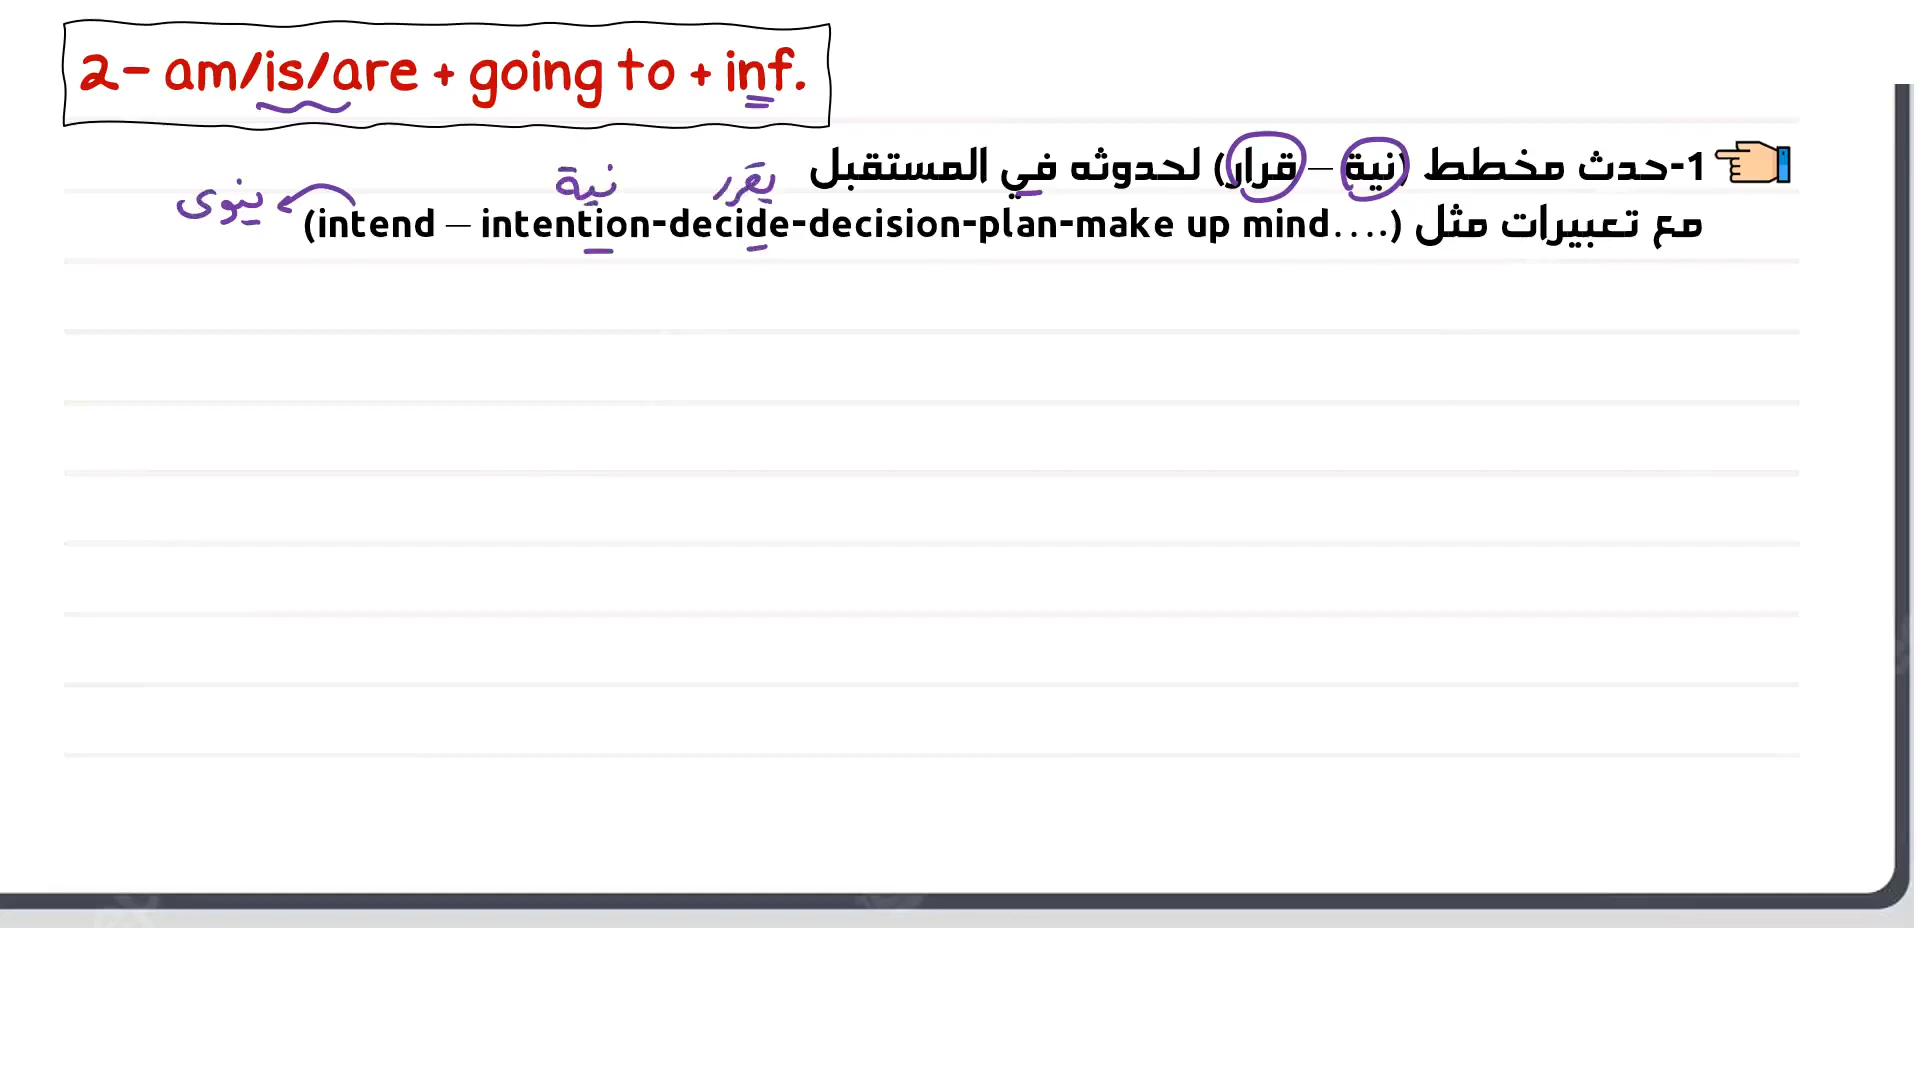 2- am/is/are + going to + inf.
1-حدث مخطط (نية – قرار) لحدوثه في المستقبل
ينوى نية يقرر
مع تعبيرات مثل (intend – intention-decide-decision-plan-make up mind….)